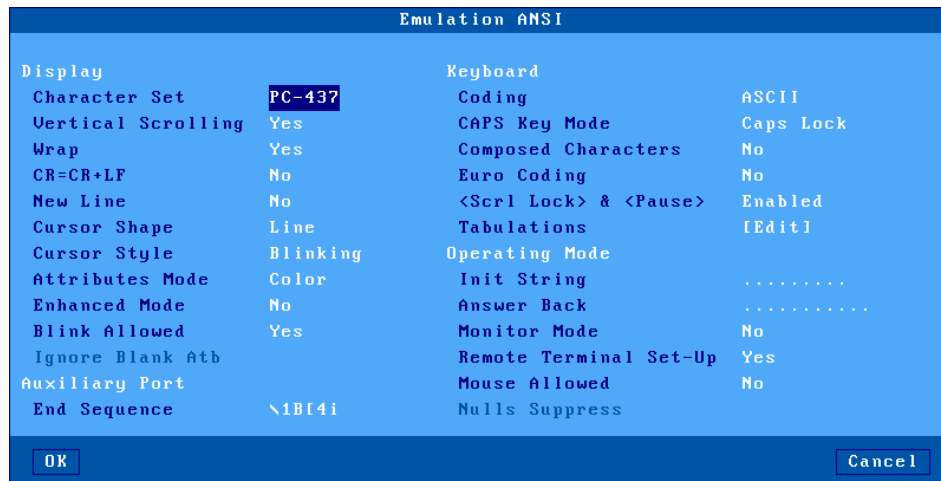 Emulation ANSI
Display
Character Set PC-437
Vertical Scrolling Yes
Wrap Yes
CR=CR+LF No
New Line No
Cursor Shape Line
Cursor Style Blinking
Attributes Mode Color
Enhanced Mode No
Blink Allowed Yes
Ignore Blank Atb
Auxiliary Port
End Sequence \1B[4i
Keyboard
Coding ASCII
CAPS Key Mode Caps Lock
Composed Characters No
Euro Coding No
<Scrl Lock> & <Pause> Enabled
Tabulations [Edit]
Operating Mode
Init String .........
Answer Back ...........
Monitor Mode No
Remote Terminal Set-Up Yes
Mouse Allowed No
Nulls Suppress
OK
Cancel